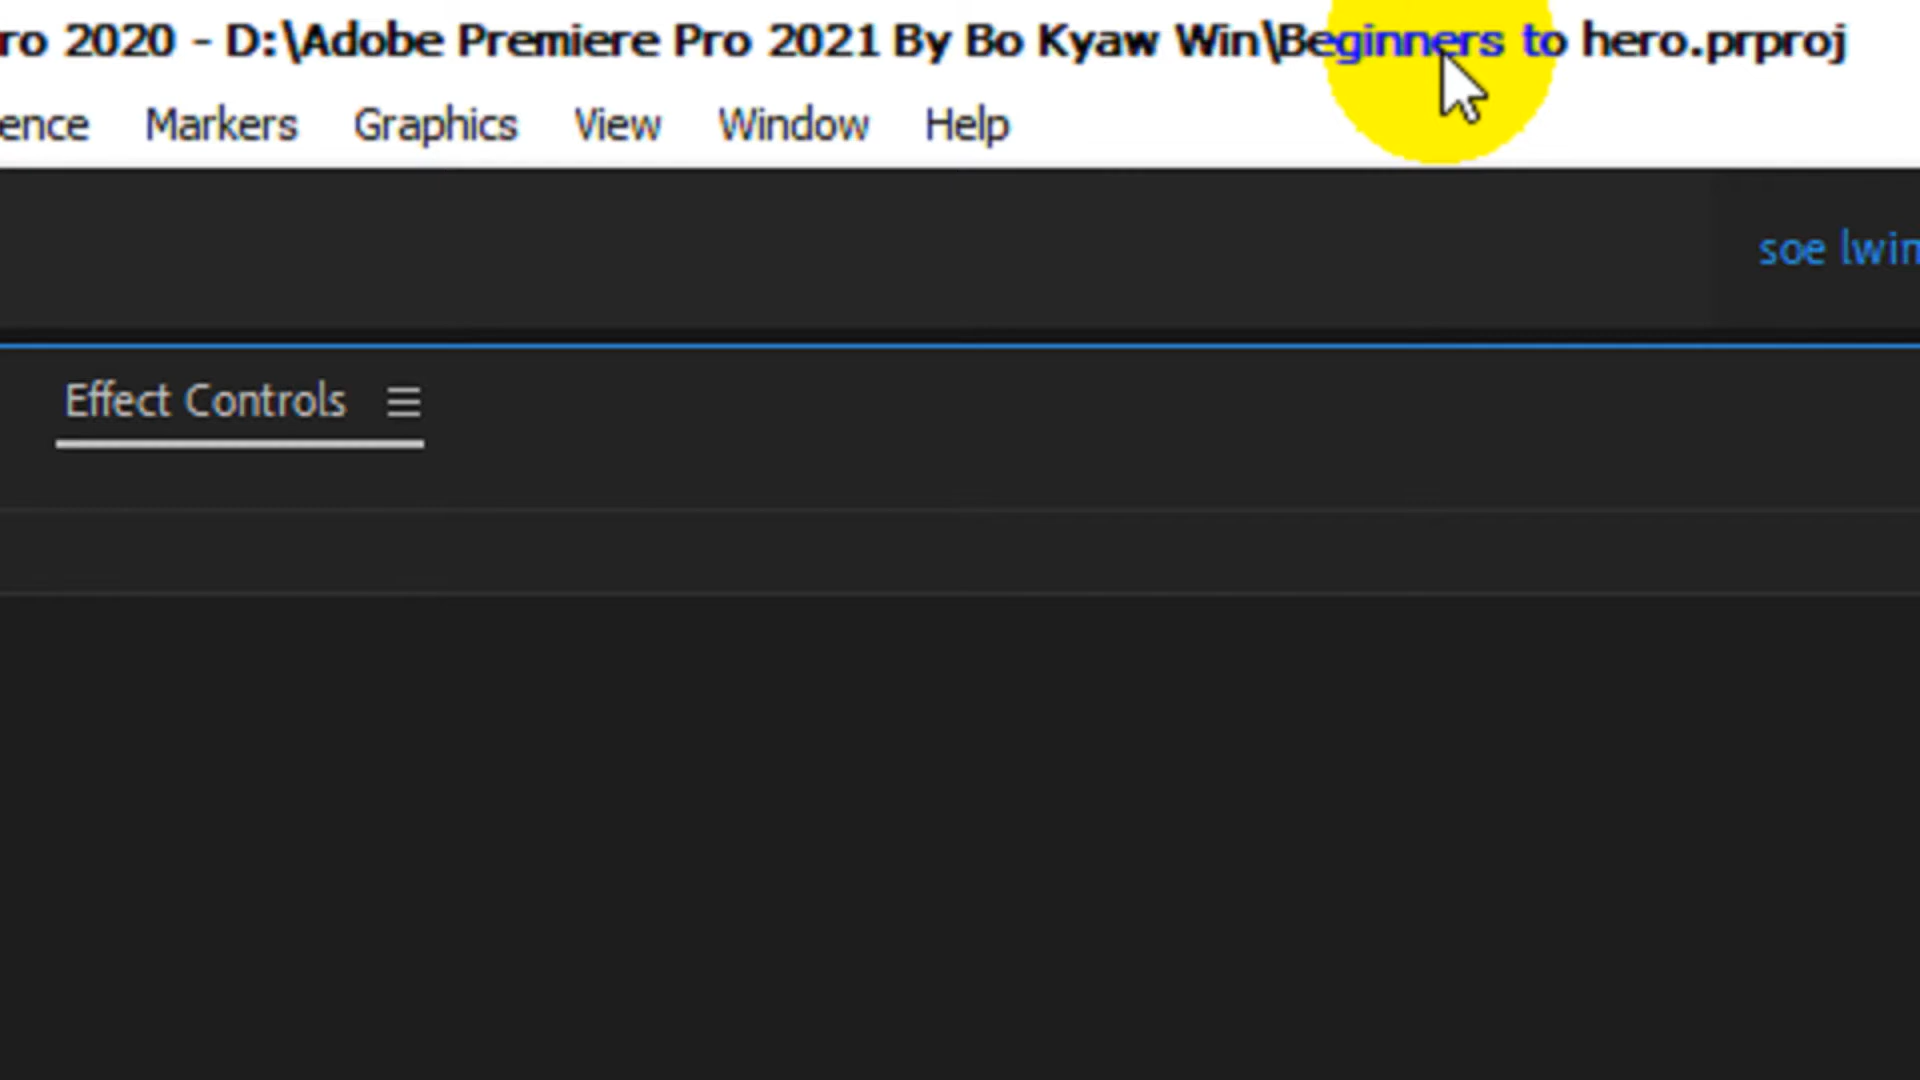 ro 2020 - D:\Adobe Premiere Pro 2021 By Bo Kyaw Win\Beginners to hero.prproj
ence Markers Graphics View Window Help
soe lwin
Effect Controls